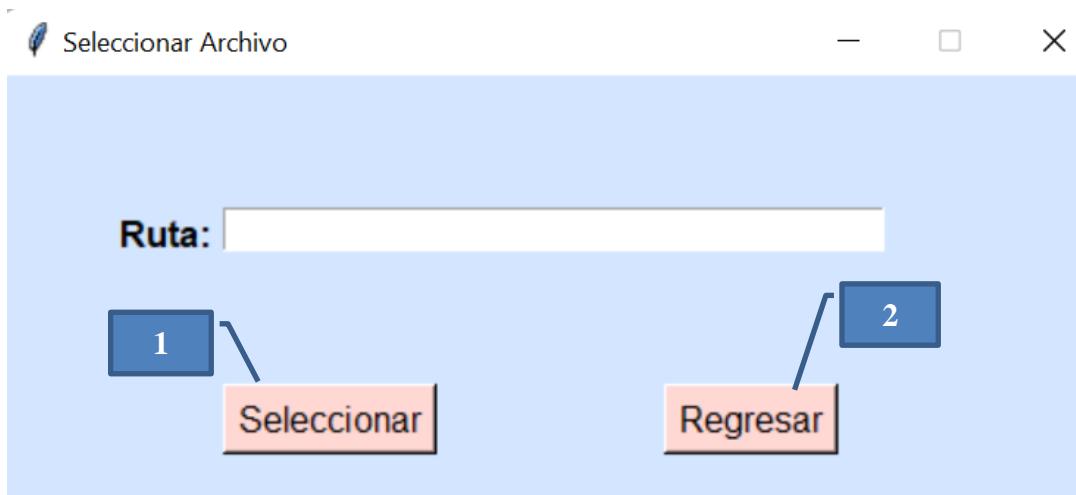 Seleccionar Archivo
Ruta:
1
2
Seleccionar
Regresar